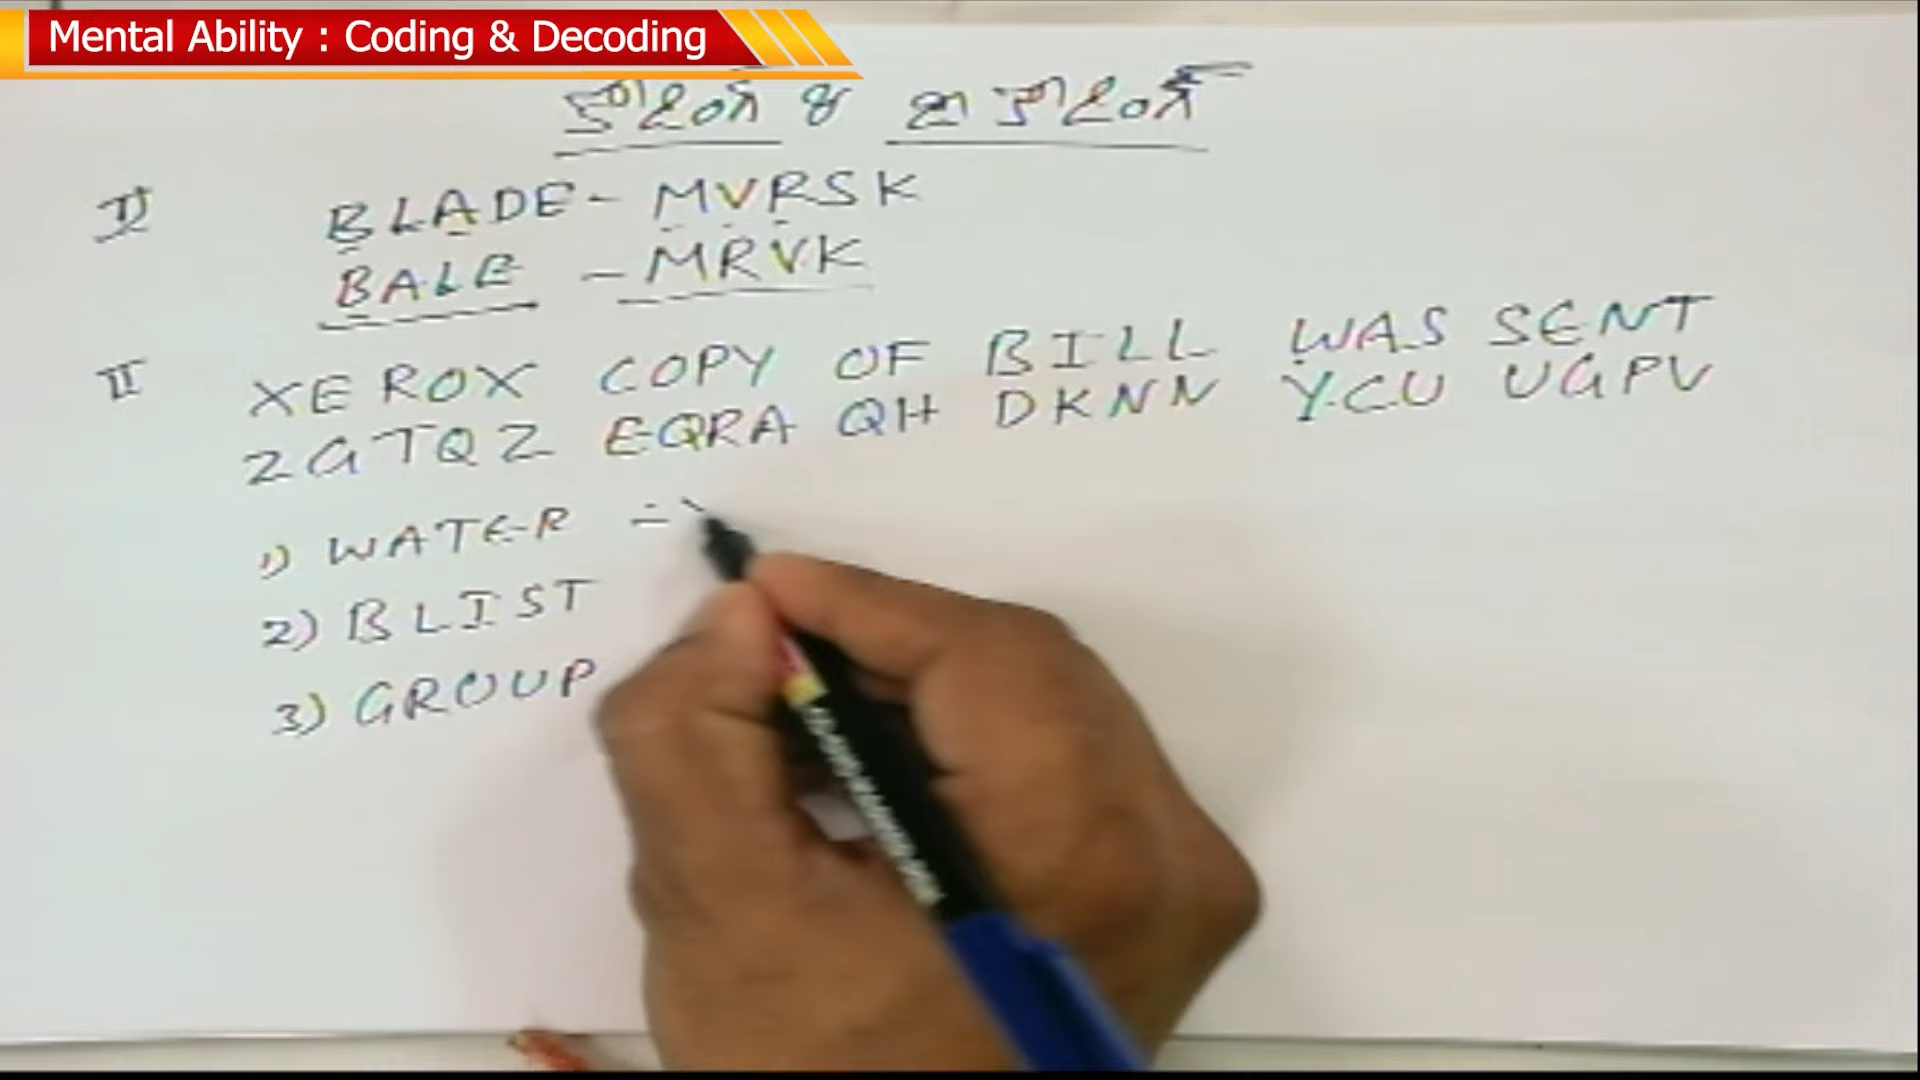 Mental Ability : Coding & Decoding
కోడింగ్ & డీకోడింగ్
I) BLADE - MVRSK
BALE - MRVK
II XEROX COPY OF BILL WAS SENT
ZGTQZ EQRA QH DKNN YCU UGPV
1) WATER -
2) BLIST
3) GROUP